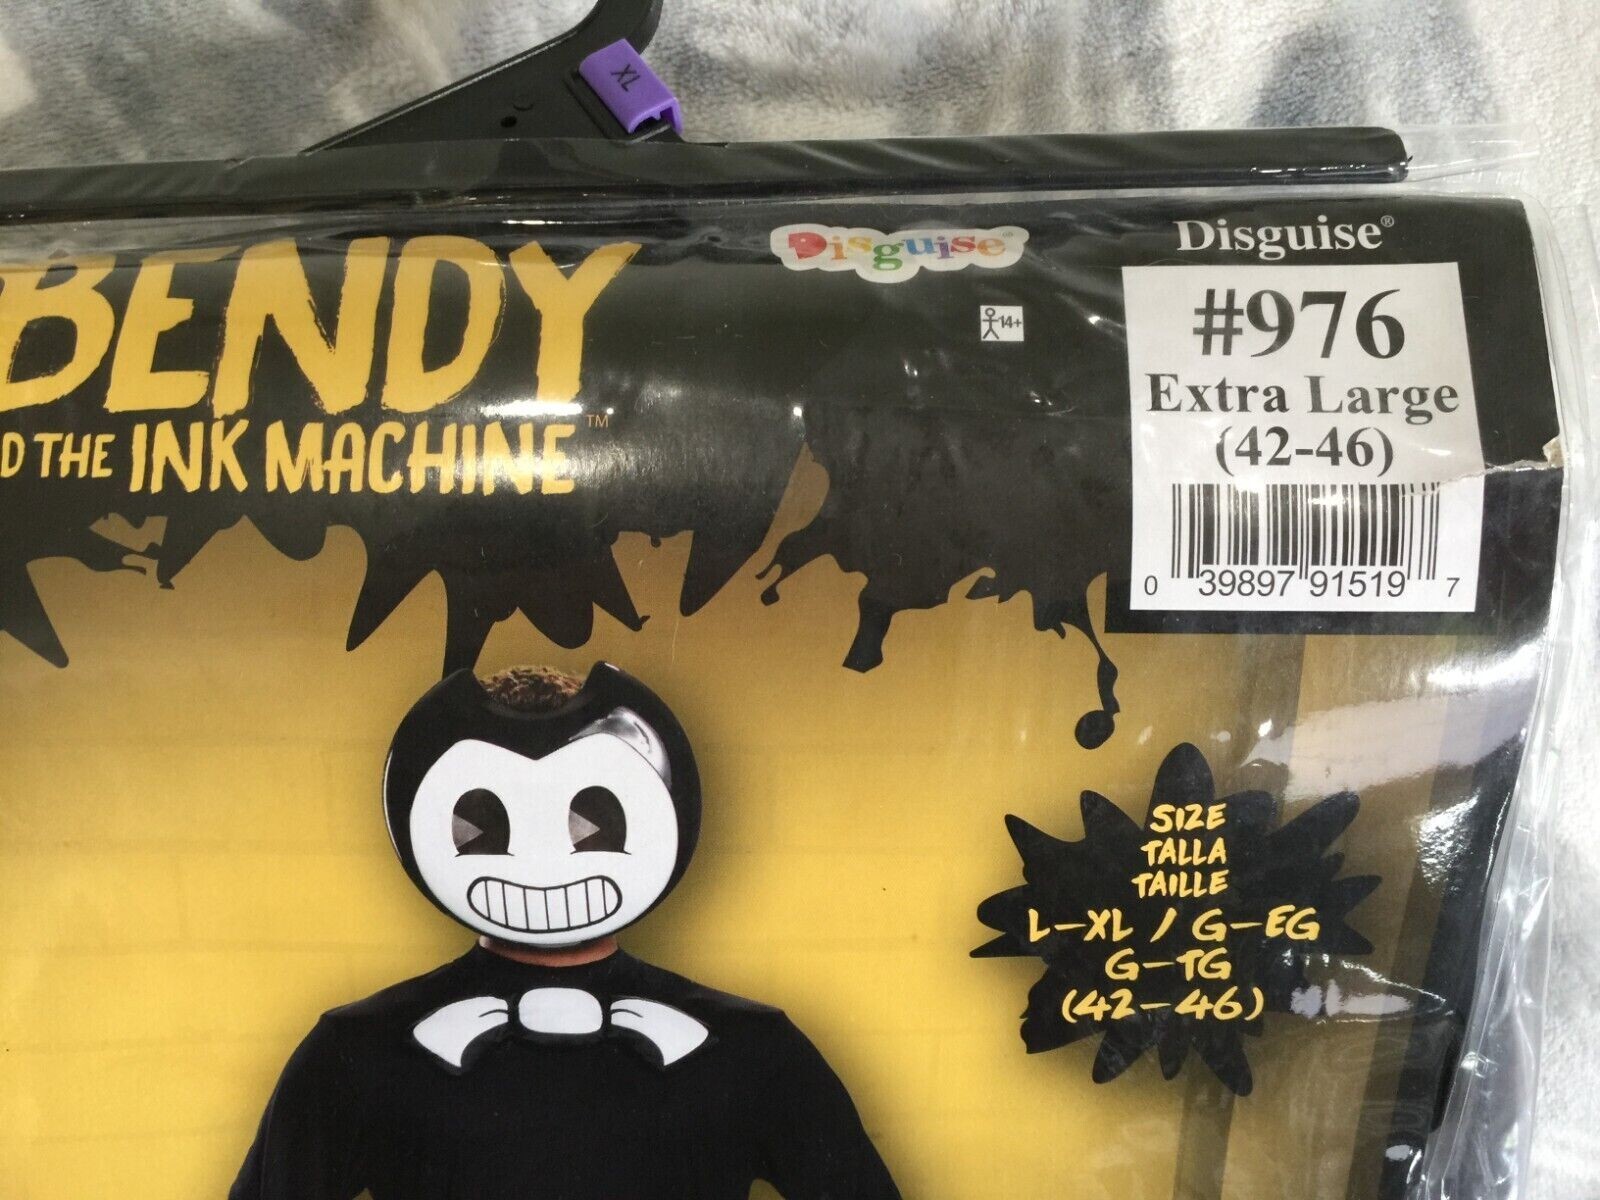 XL
BENDY
D THE INK MACHINE™
Disguise®
14+
Disguise®
#976
Extra Large
(42-46)
0 39897 91519 7
SIZE
TALLA
TAILLE
L-XL / G-EG
G-TG
(42-46)